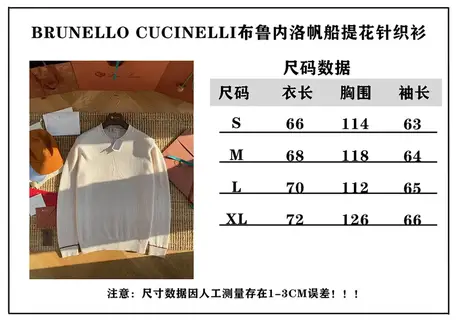 BRUNELLO CUCINELLI布鲁内洛帆船提花针织衫
尺码数据
尺码 衣长 胸围 袖长
S 66 114 63
M 68 118 64
L 70 112 65
XL 72 126 66
注意：尺寸数据因人工测量存在1-3CM误差！！！